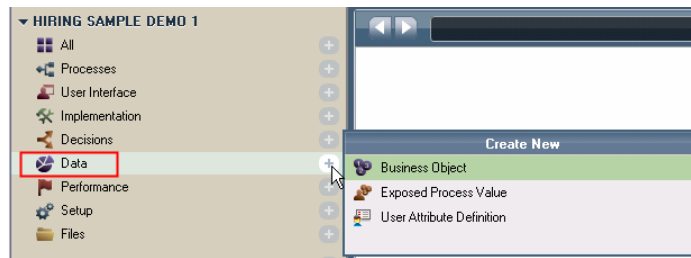 HIRING SAMPLE DEMO 1
All
Processes
User Interface
Implementation
Decisions
Data
Performance
Setup
Files
Create New
Business Object
Exposed Process Value
User Attribute Definition